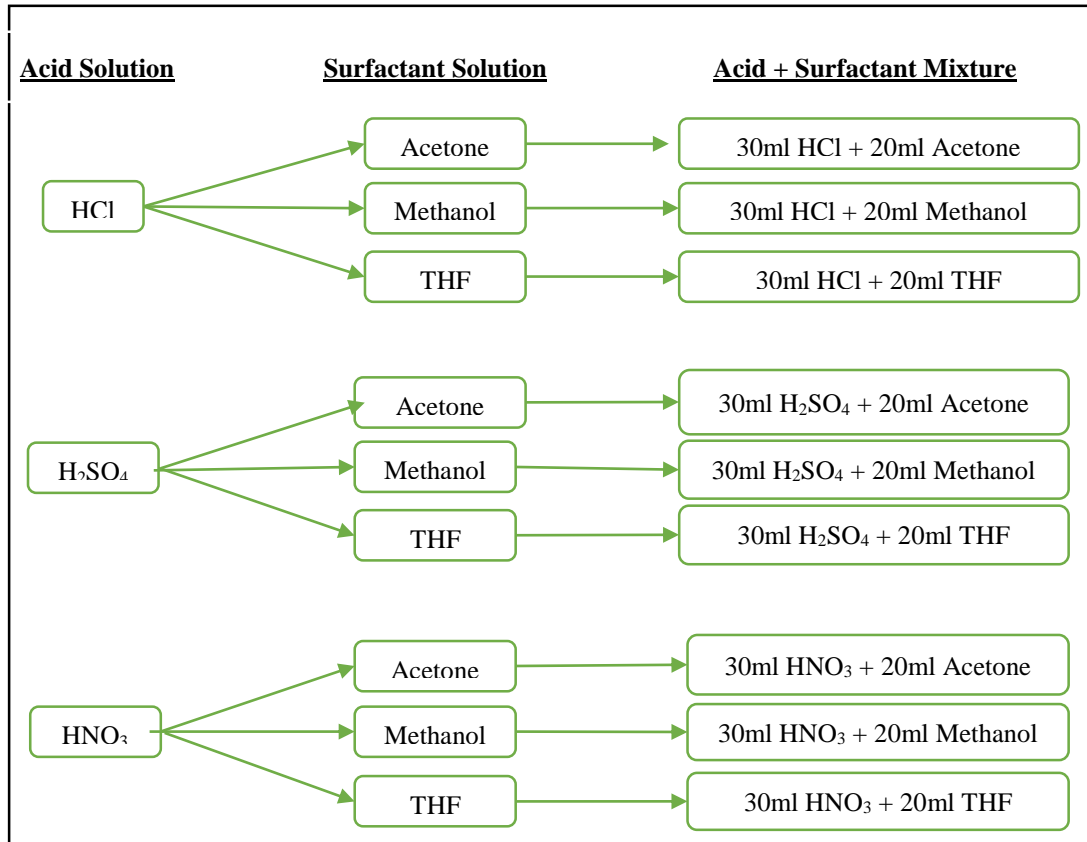 Acid Solution Surfactant Solution Acid + Surfactant Mixture
Acetone 30ml HCl + 20ml Acetone
HCl Methanol 30ml HCl + 20ml Methanol
THF 30ml HCl + 20ml THF
Acetone 30ml H₂SO₄ + 20ml Acetone
H₂SO₄ Methanol 30ml H₂SO₄ + 20ml Methanol
THF 30ml H₂SO₄ + 20ml THF
Acetone 30ml HNO₃ + 20ml Acetone
HNO₃ Methanol 30ml HNO₃ + 20ml Methanol
THF 30ml HNO₃ + 20ml THF